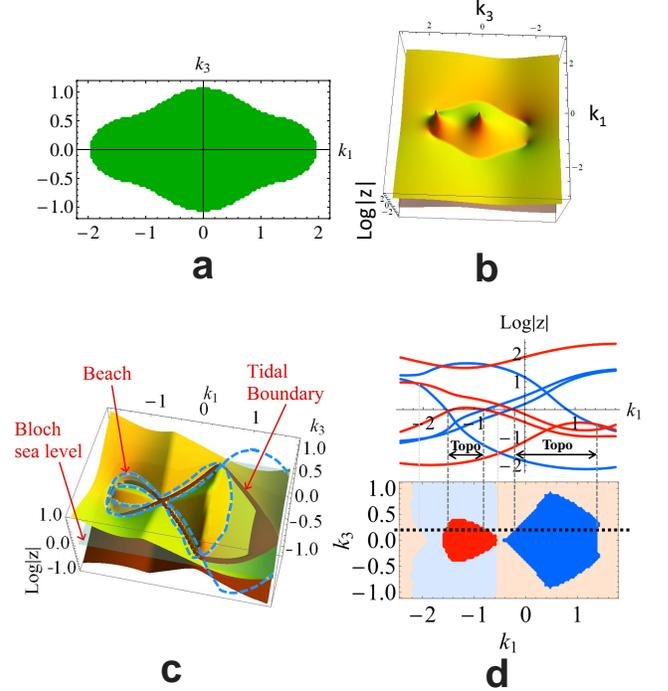 k₃
1.0
0.5
0.0
−0.5
−1.0
k₁
−2 −1 0 1 2
a
k₃
2 0 −2
2
0
−2
k₁
Log|z|
b
Beach
Tidal
Boundary
Bloch
sea level
−1 0 1
k₁
k₃
1.0
0.5
0.0
−0.5
−1.0
1.0
0.0
−1.0
Log|z|
c
Log|z|
2
1
−1
−2
−2 −1 1
k₁
Topo Topo
k₃
1.0
0.5
0.0
−0.5
−1.0
−2 −1 0 1
k₁
d